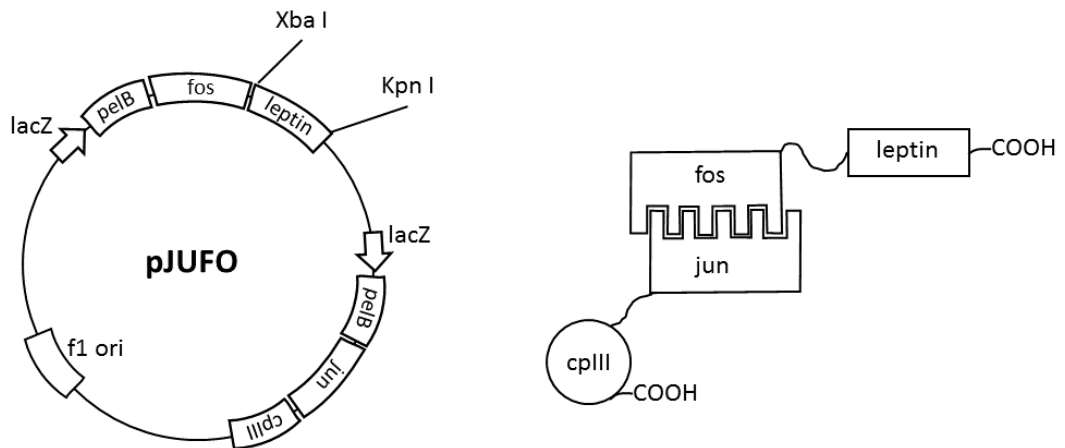 Xba I
Kpn I
lacZ
pelB
fos
leptin
lacZ
pJUFO
pelB
jun
cpIII
f1 ori
fos
leptin
COOH
jun
cpIII
COOH